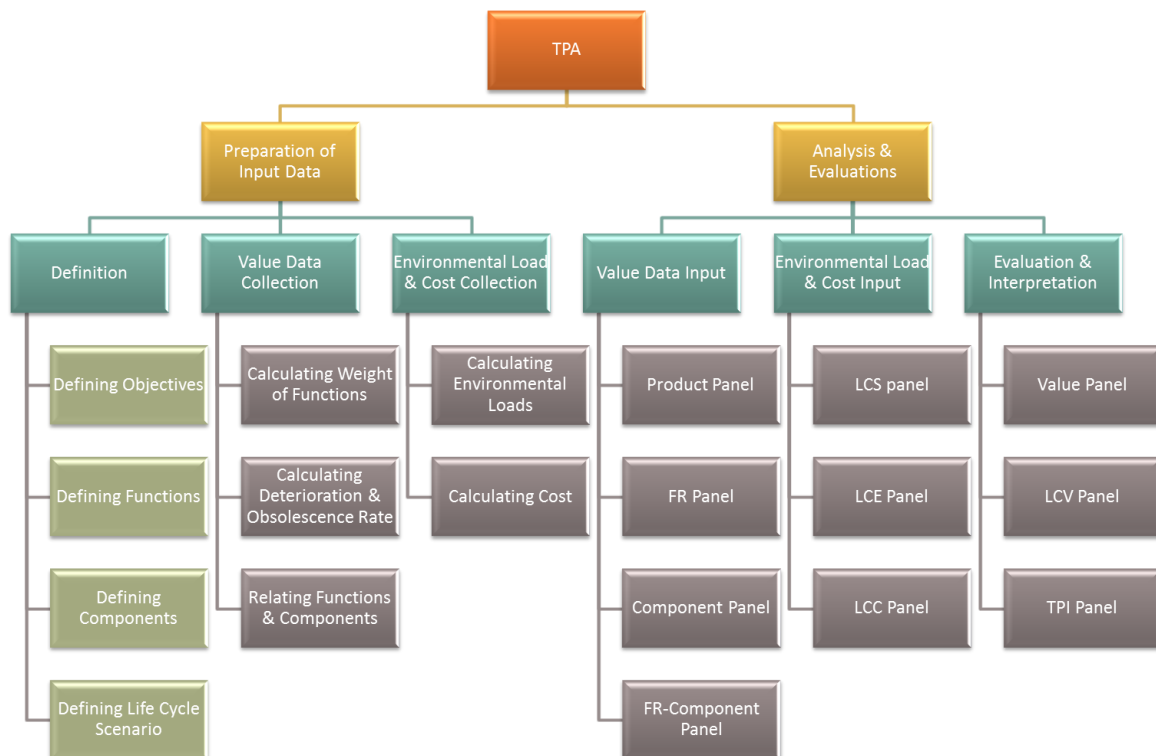 TPA
Preparation of
Input Data
Analysis &
Evaluations
Definition
Value Data
Collection
Environmental Load
& Cost Collection
Value Data Input
Environmental Load
& Cost Input
Evaluation &
Interpretation
Defining Objectives
Calculating Weight
of Functions
Calculating
Environmental
Loads
Product Panel
LCS panel
Value Panel
Defining Functions
Calculating
Deterioration &
Obsolescence Rate
Calculating Cost
FR Panel
LCE Panel
LCV Panel
Defining
Components
Relating Functions
& Components
Component Panel
LCC Panel
TPI Panel
Defining Life Cycle
Scenario
FR-Component
Panel